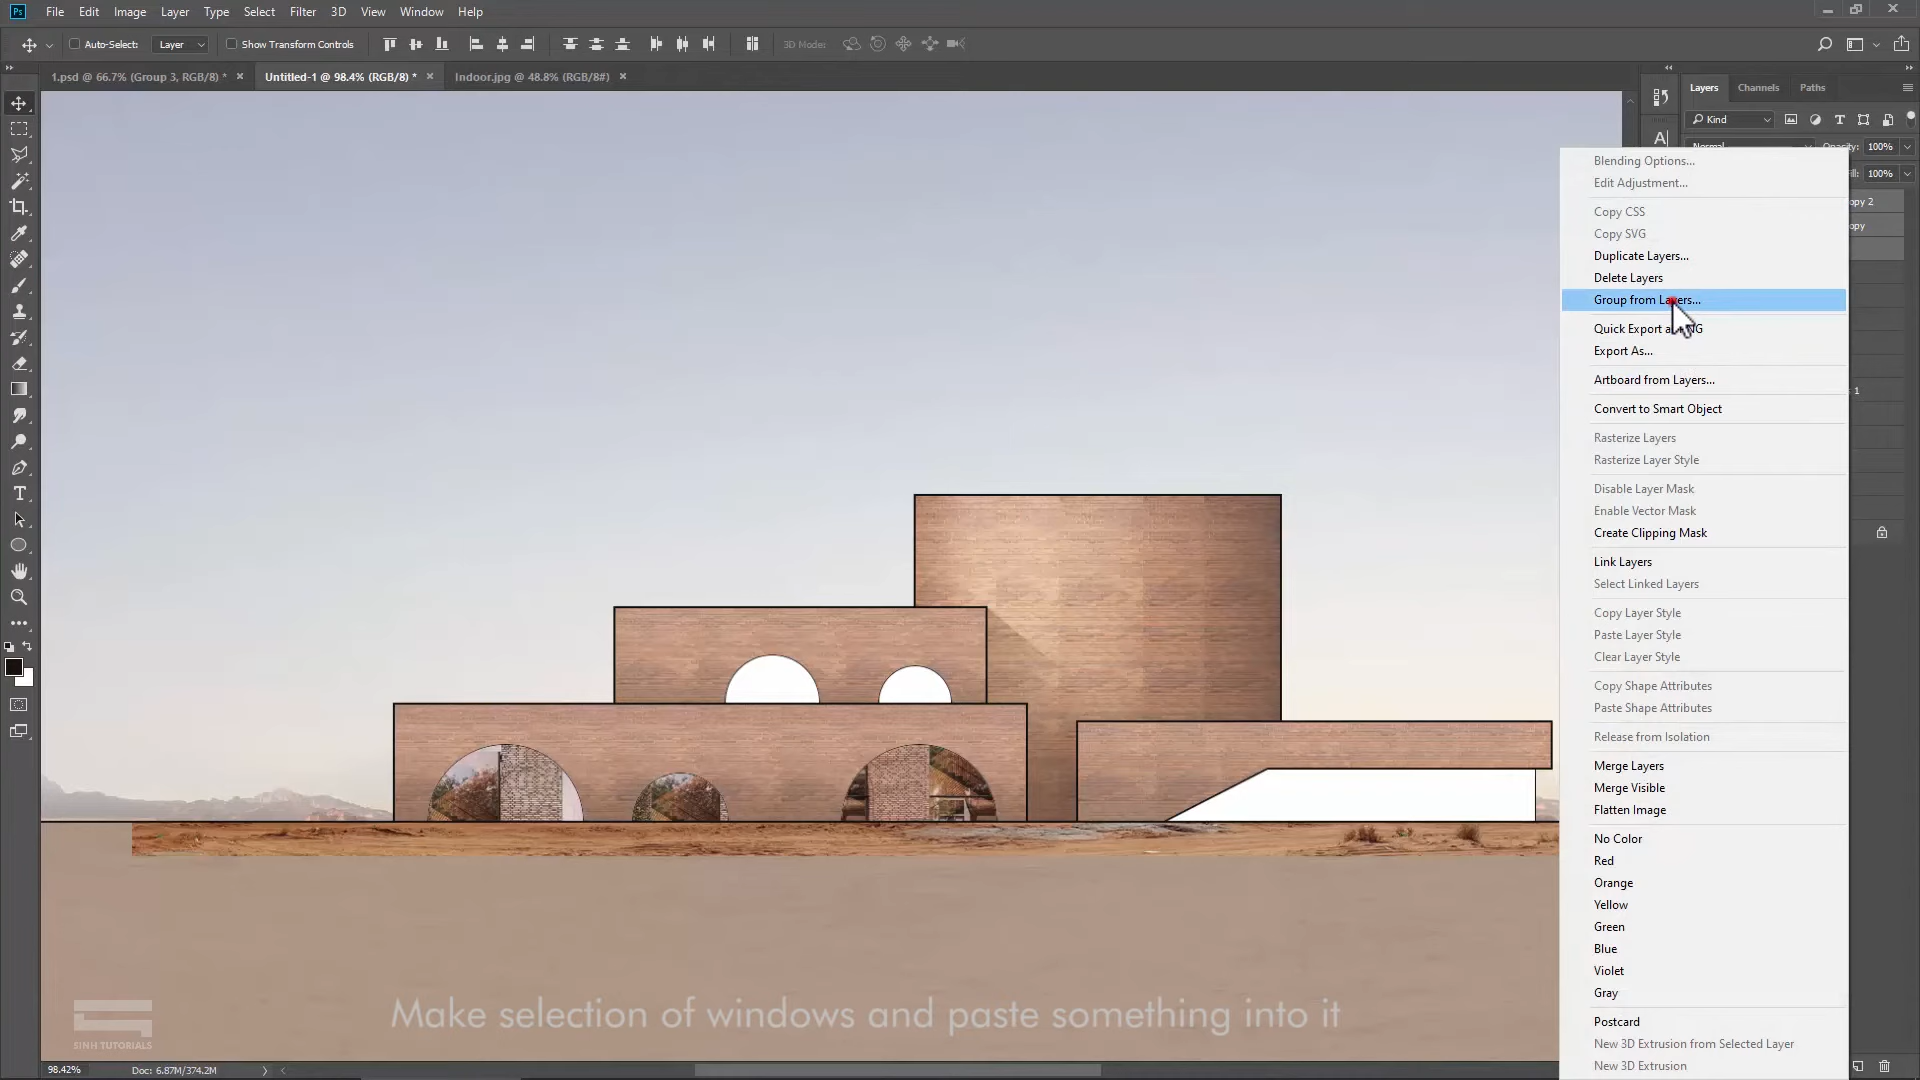 Ps File Edit Image Layer Type Select Filter 3D View Window Help
Auto-Select: Layer Show Transform Controls 3D Mode:
1.psd @ 66.7% (Group 3, RGB/8) * Untitled-1 @ 98.4% (RGB/8) * Indoor.jpg @ 48.8% (RGB/8#)
Layers Channels Paths
Kind
Normal Opacity: 100%
Fill: 100%
opy 2
opy
1
Blending Options...
Edit Adjustment...
Copy CSS
Copy SVG
Duplicate Layers...
Delete Layers
Group from Layers...
Quick Export as PNG
Export As...
Artboard from Layers...
Convert to Smart Object
Rasterize Layers
Rasterize Layer Style
Disable Layer Mask
Enable Vector Mask
Create Clipping Mask
Link Layers
Select Linked Layers
Copy Layer Style
Paste Layer Style
Clear Layer Style
Copy Shape Attributes
Paste Shape Attributes
Release from Isolation
Merge Layers
Merge Visible
Flatten Image
No Color
Red
Orange
Yellow
Green
Blue
Violet
Gray
Postcard
New 3D Extrusion from Selected Layer
New 3D Extrusion
Make selection of windows and paste something into it
SINH TUTORIALS
98.42% Doc: 6.87M/374.2M